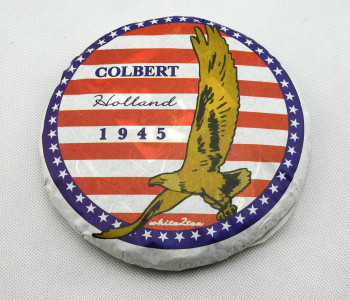 COLBERT
Holland
1945
white2tea